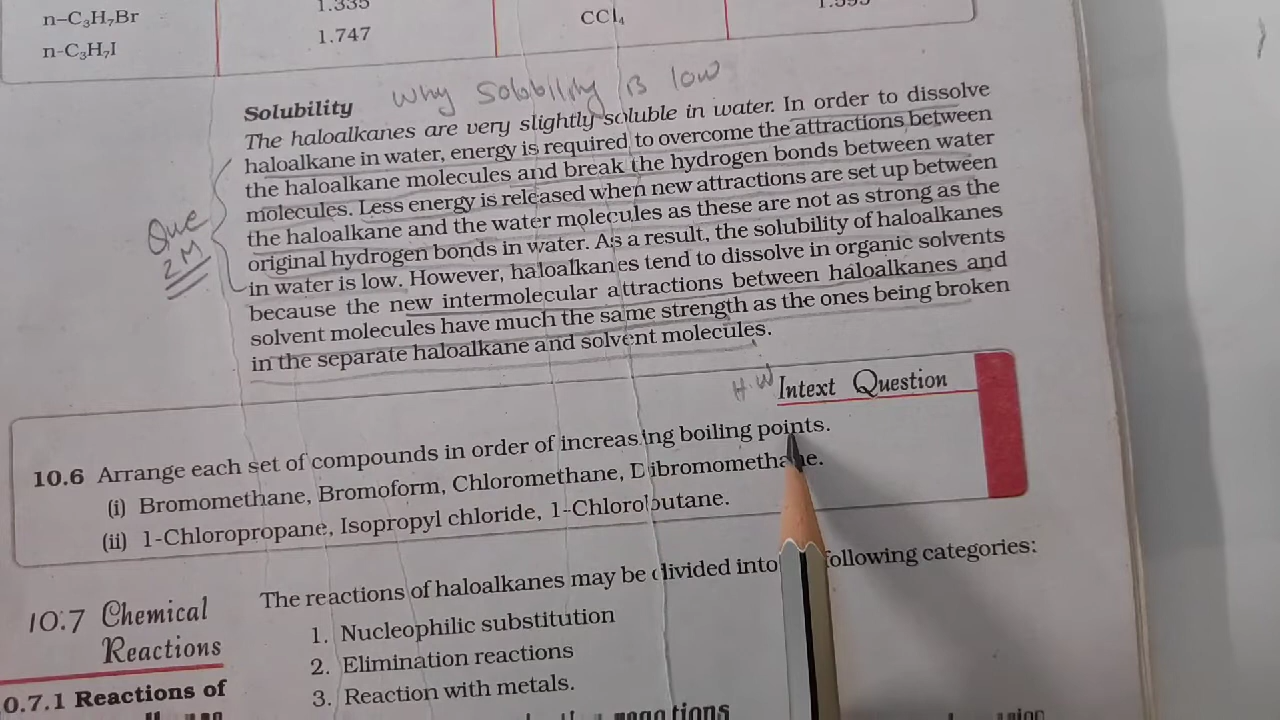 n–C₃H₇Br 1.335
n-C₃H₇I 1.747 CCl₄ 1.595
Why solobility is low
Solubility
The haloalkanes are very slightly soluble in water. In order to dissolve
haloalkane in water, energy is required to overcome the attractions between
the haloalkane molecules and break the hydrogen bonds between water
molecules. Less energy is released when new attractions are set up between
the haloalkane and the water molecules as these are not as strong as the
original hydrogen bonds in water. As a result, the solubility of haloalkanes
in water is low. However, haloalkanes tend to dissolve in organic solvents
because the new intermolecular attractions between haloalkanes and
solvent molecules have much the same strength as the ones being broken
in the separate haloalkane and solvent molecules.
Que
2M
H.W Intext Question
10.6 Arrange each set of compounds in order of increasing boiling points.
(i) Bromomethane, Bromoform, Chloromethane, Dibromomethane.
(ii) 1-Chloropropane, Isopropyl chloride, 1-Chlorobutane.
10.7 Chemical
Reactions
The reactions of haloalkanes may be divided into following categories:
1. Nucleophilic substitution
2. Elimination reactions
3. Reaction with metals.
0.7.1 Reactions of